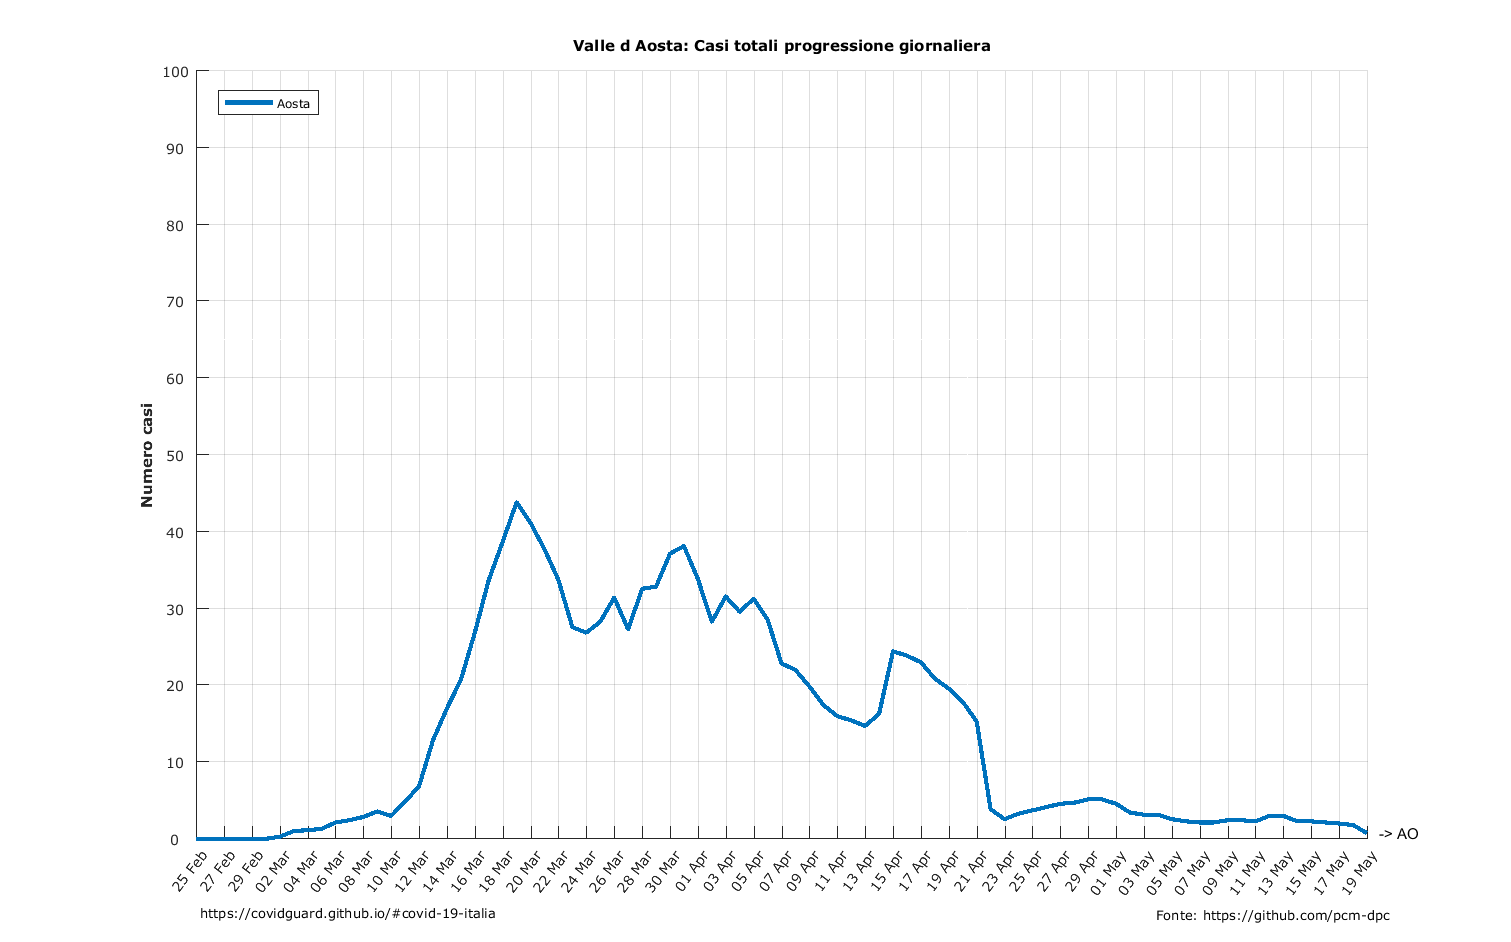 Valle d Aosta: Casi totali progressione giornaliera
Aosta
Numero casi
100
90
80
70
60
50
40
30
20
10
0
25 Feb
27 Feb
29 Feb
02 Mar
04 Mar
06 Mar
08 Mar
10 Mar
12 Mar
14 Mar
16 Mar
18 Mar
20 Mar
22 Mar
24 Mar
26 Mar
28 Mar
30 Mar
01 Apr
03 Apr
05 Apr
07 Apr
09 Apr
11 Apr
13 Apr
15 Apr
17 Apr
19 Apr
21 Apr
23 Apr
25 Apr
27 Apr
29 Apr
01 May
03 May
05 May
07 May
09 May
11 May
13 May
15 May
17 May
19 May
-> AO
https://covidguard.github.io/#covid-19-italia
Fonte: https://github.com/pcm-dpc